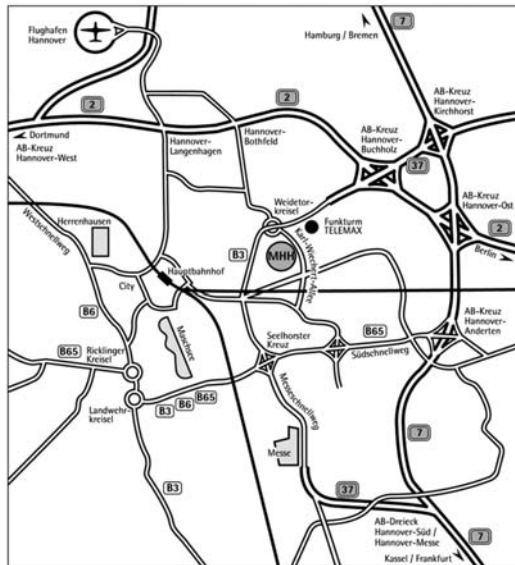 7
Flughafen
Hannover
Hamburg / Bremen
AB-Kreuz
Hannover-
Kirchhorst
2
2
Dortmund
AB-Kreuz
Hannover-West
Hannover-
Langenhagen
Hannover-
Bothfeld
AB-Kreuz
Hannover-
Buchholz
37
Weidetor-
kreisel
AB-Kreuz
Hannover-Ost
Westschnellweg
Herrenhausen
Funkturm
TELEMAX
2
Berlin
B3
MHH
Karl-Wiechert-Allee
Hauptbahnhof
City
B6
AB-Kreuz
Hannover-
Anderten
Maschsee
Seelhorster
Kreuz
B65
Südschnellweg
B65
Ricklinger
Kreisel
Landwehr-
kreisel
B3
B6
B65
Messeschnellweg
Messe
7
B3
37
AB-Dreieck
Hannover-Süd /
Hannover-Messe
7
Kassel / Frankfurt